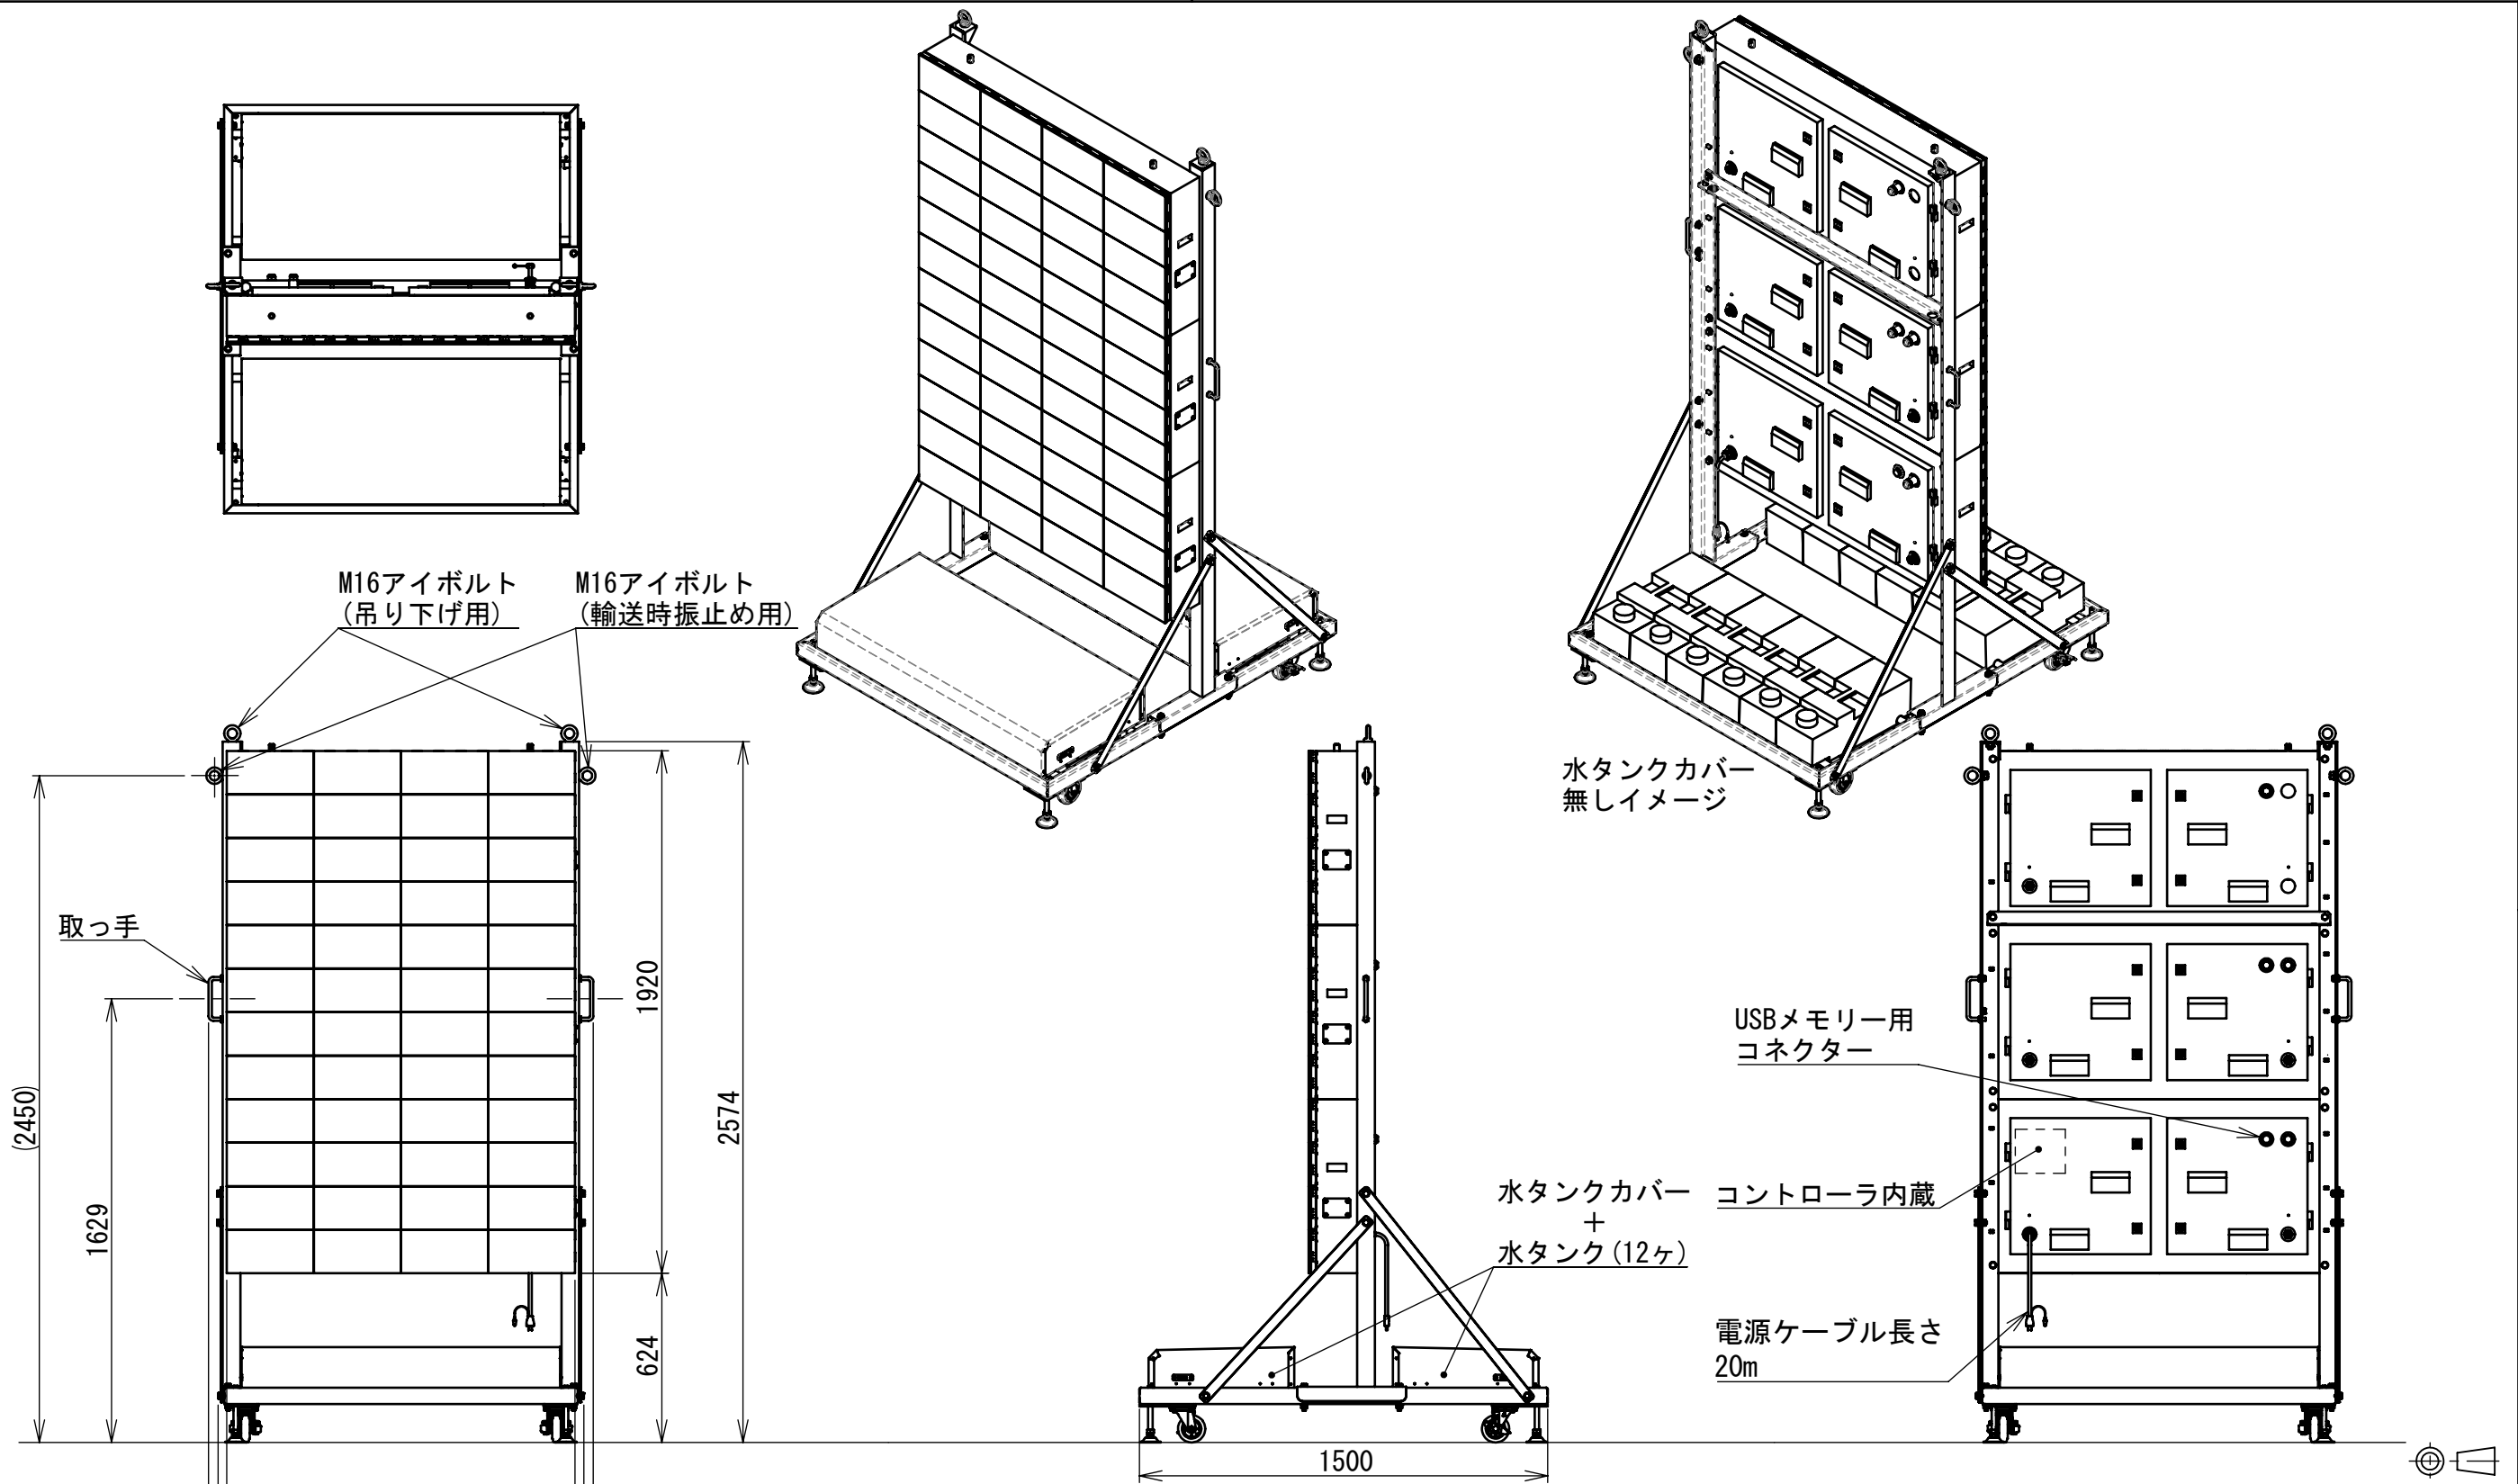 M16アイボルト
(吊り下げ用)
M16アイボルト
(輸送時振止め用)
水タンクカバー
無しイメージ
取っ手
(2450)
1629
1920
624
2574
水タンクカバー
+
水タンク(12ヶ)
1500
USBメモリー用
コネクター
コントローラ内蔵
電源ケーブル長さ
20m